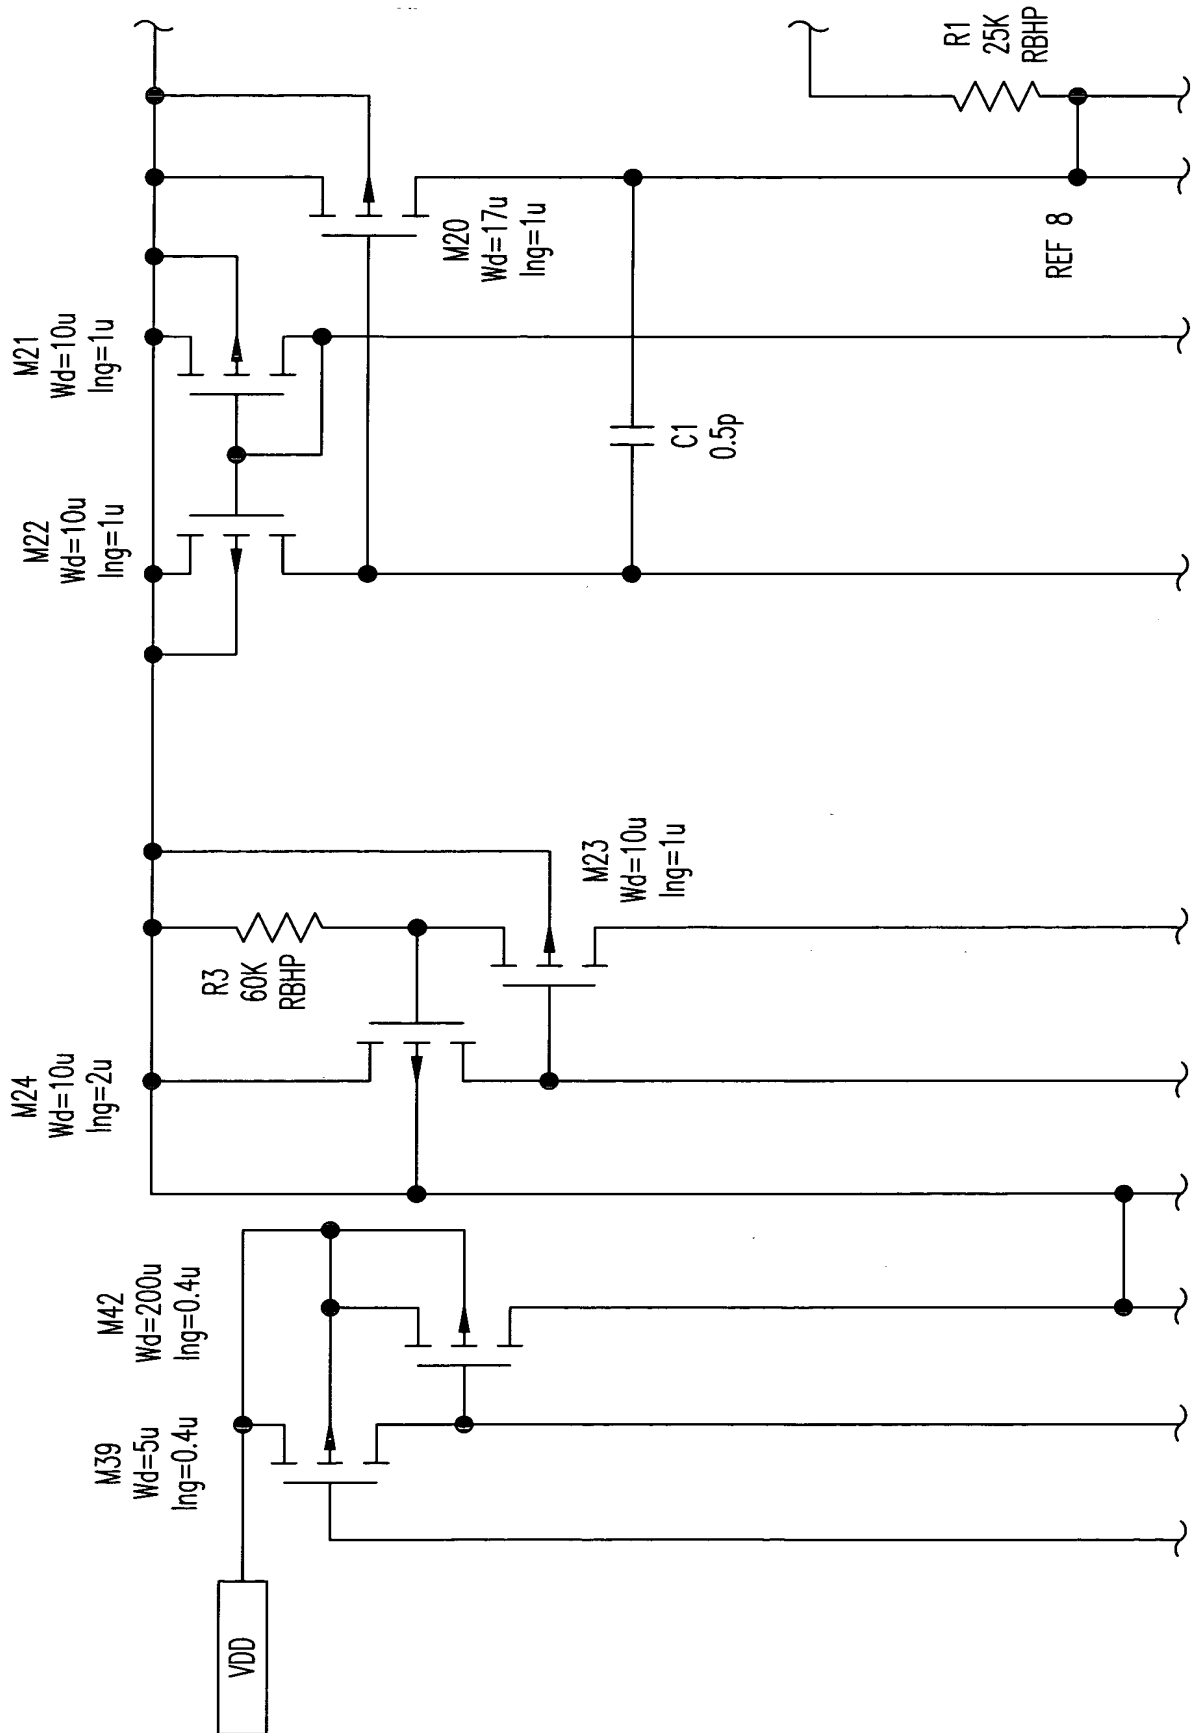 M24
Wd=10u
lng=2u
M22
Wd=10u
lng=1u
M21
Wd=10u
lng=1u
M39
Wd=5u
lng=0.4u
M42
Wd=200u
lng=0.4u
R3
60K
RBHP
VDD
M20
Wd=17u
lng=1u
M23
Wd=10u
lng=1u
C1
0.5p
R1
25K
RBHP
REF 8